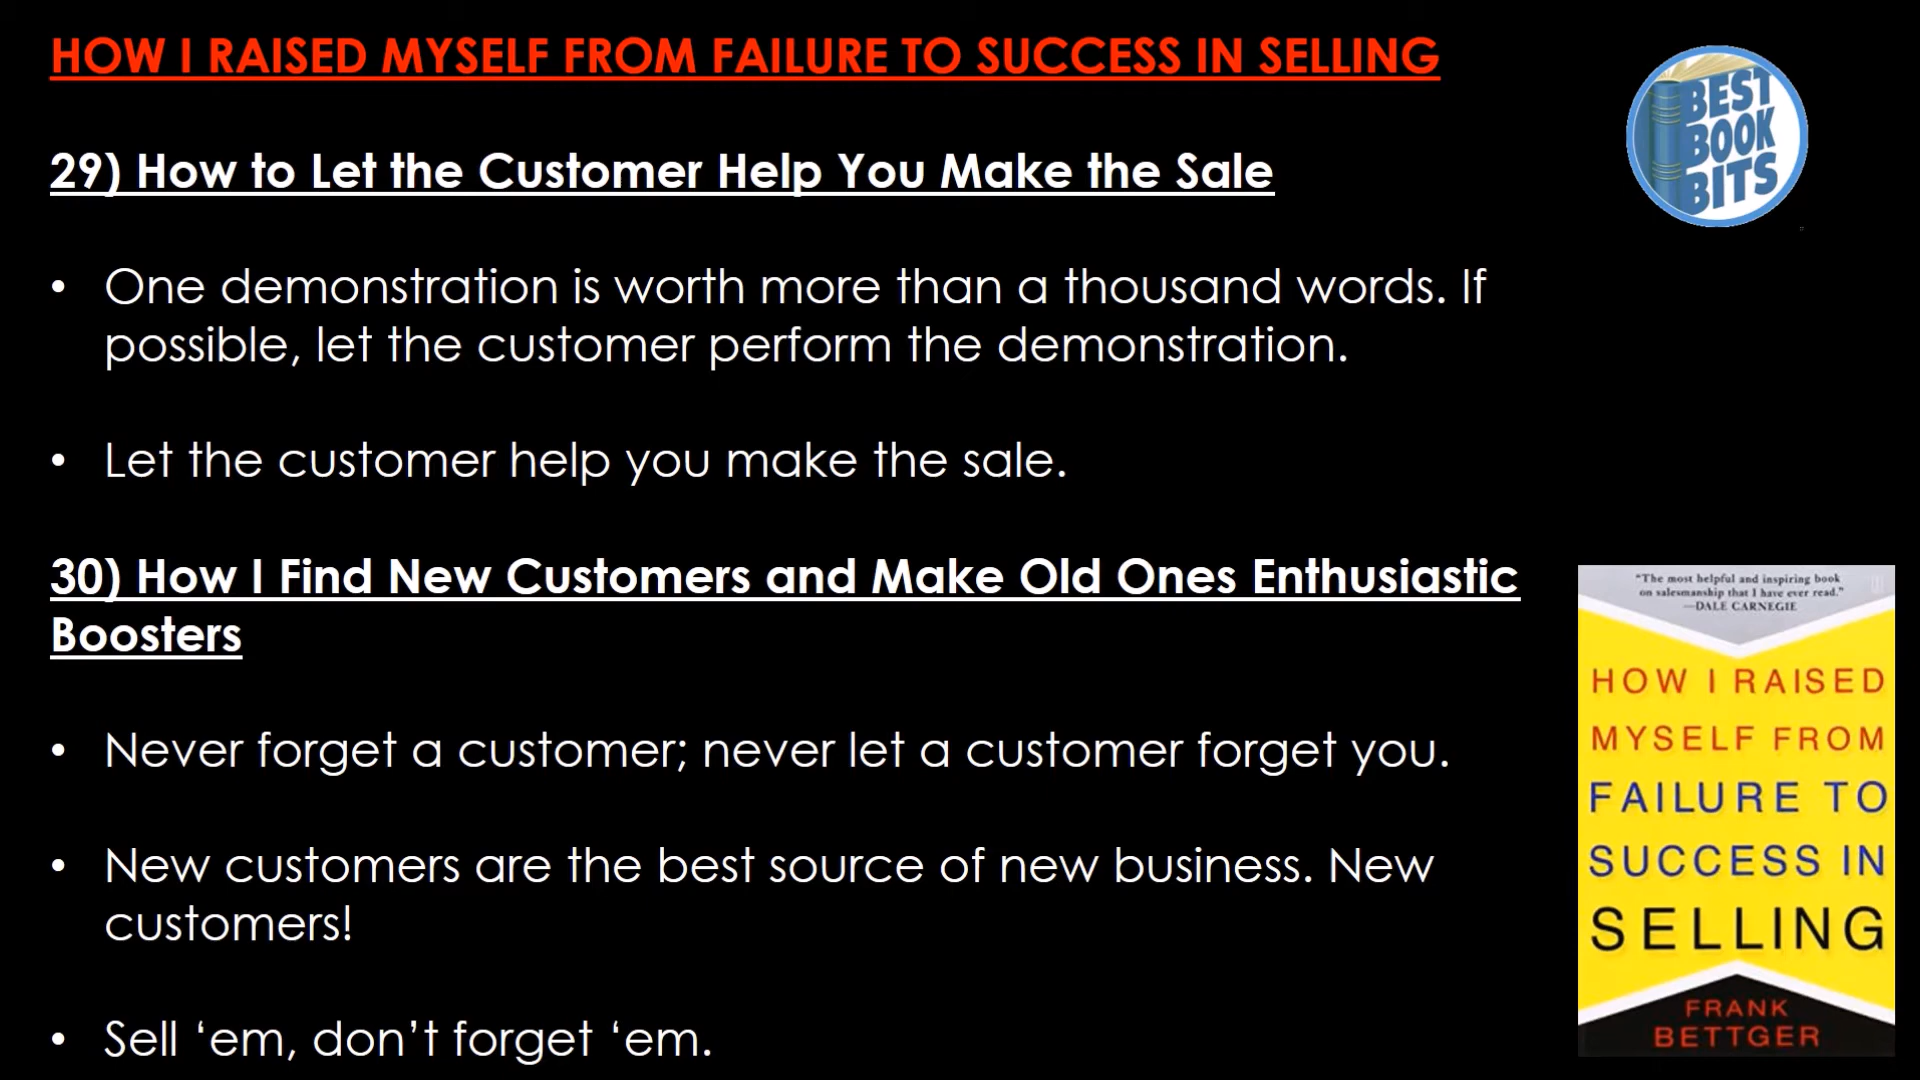 HOW I RAISED MYSELF FROM FAILURE TO SUCCESS IN SELLING
BEST
BOOK
BITS
29) How to Let the Customer Help You Make the Sale
• One demonstration is worth more than a thousand words. If
possible, let the customer perform the demonstration.
• Let the customer help you make the sale.
30) How I Find New Customers and Make Old Ones Enthusiastic
Boosters
• Never forget a customer; never let a customer forget you.
• New customers are the best source of new business. New
customers!
• Sell ‘em, don’t forget ‘em.
“The most helpful and inspiring book
on salesmanship that I have ever read.”
—DALE CARNEGIE
HOW I RAISED
MYSELF FROM
FAILURE TO
SUCCESS IN
SELLING
FRANK
BETTGER